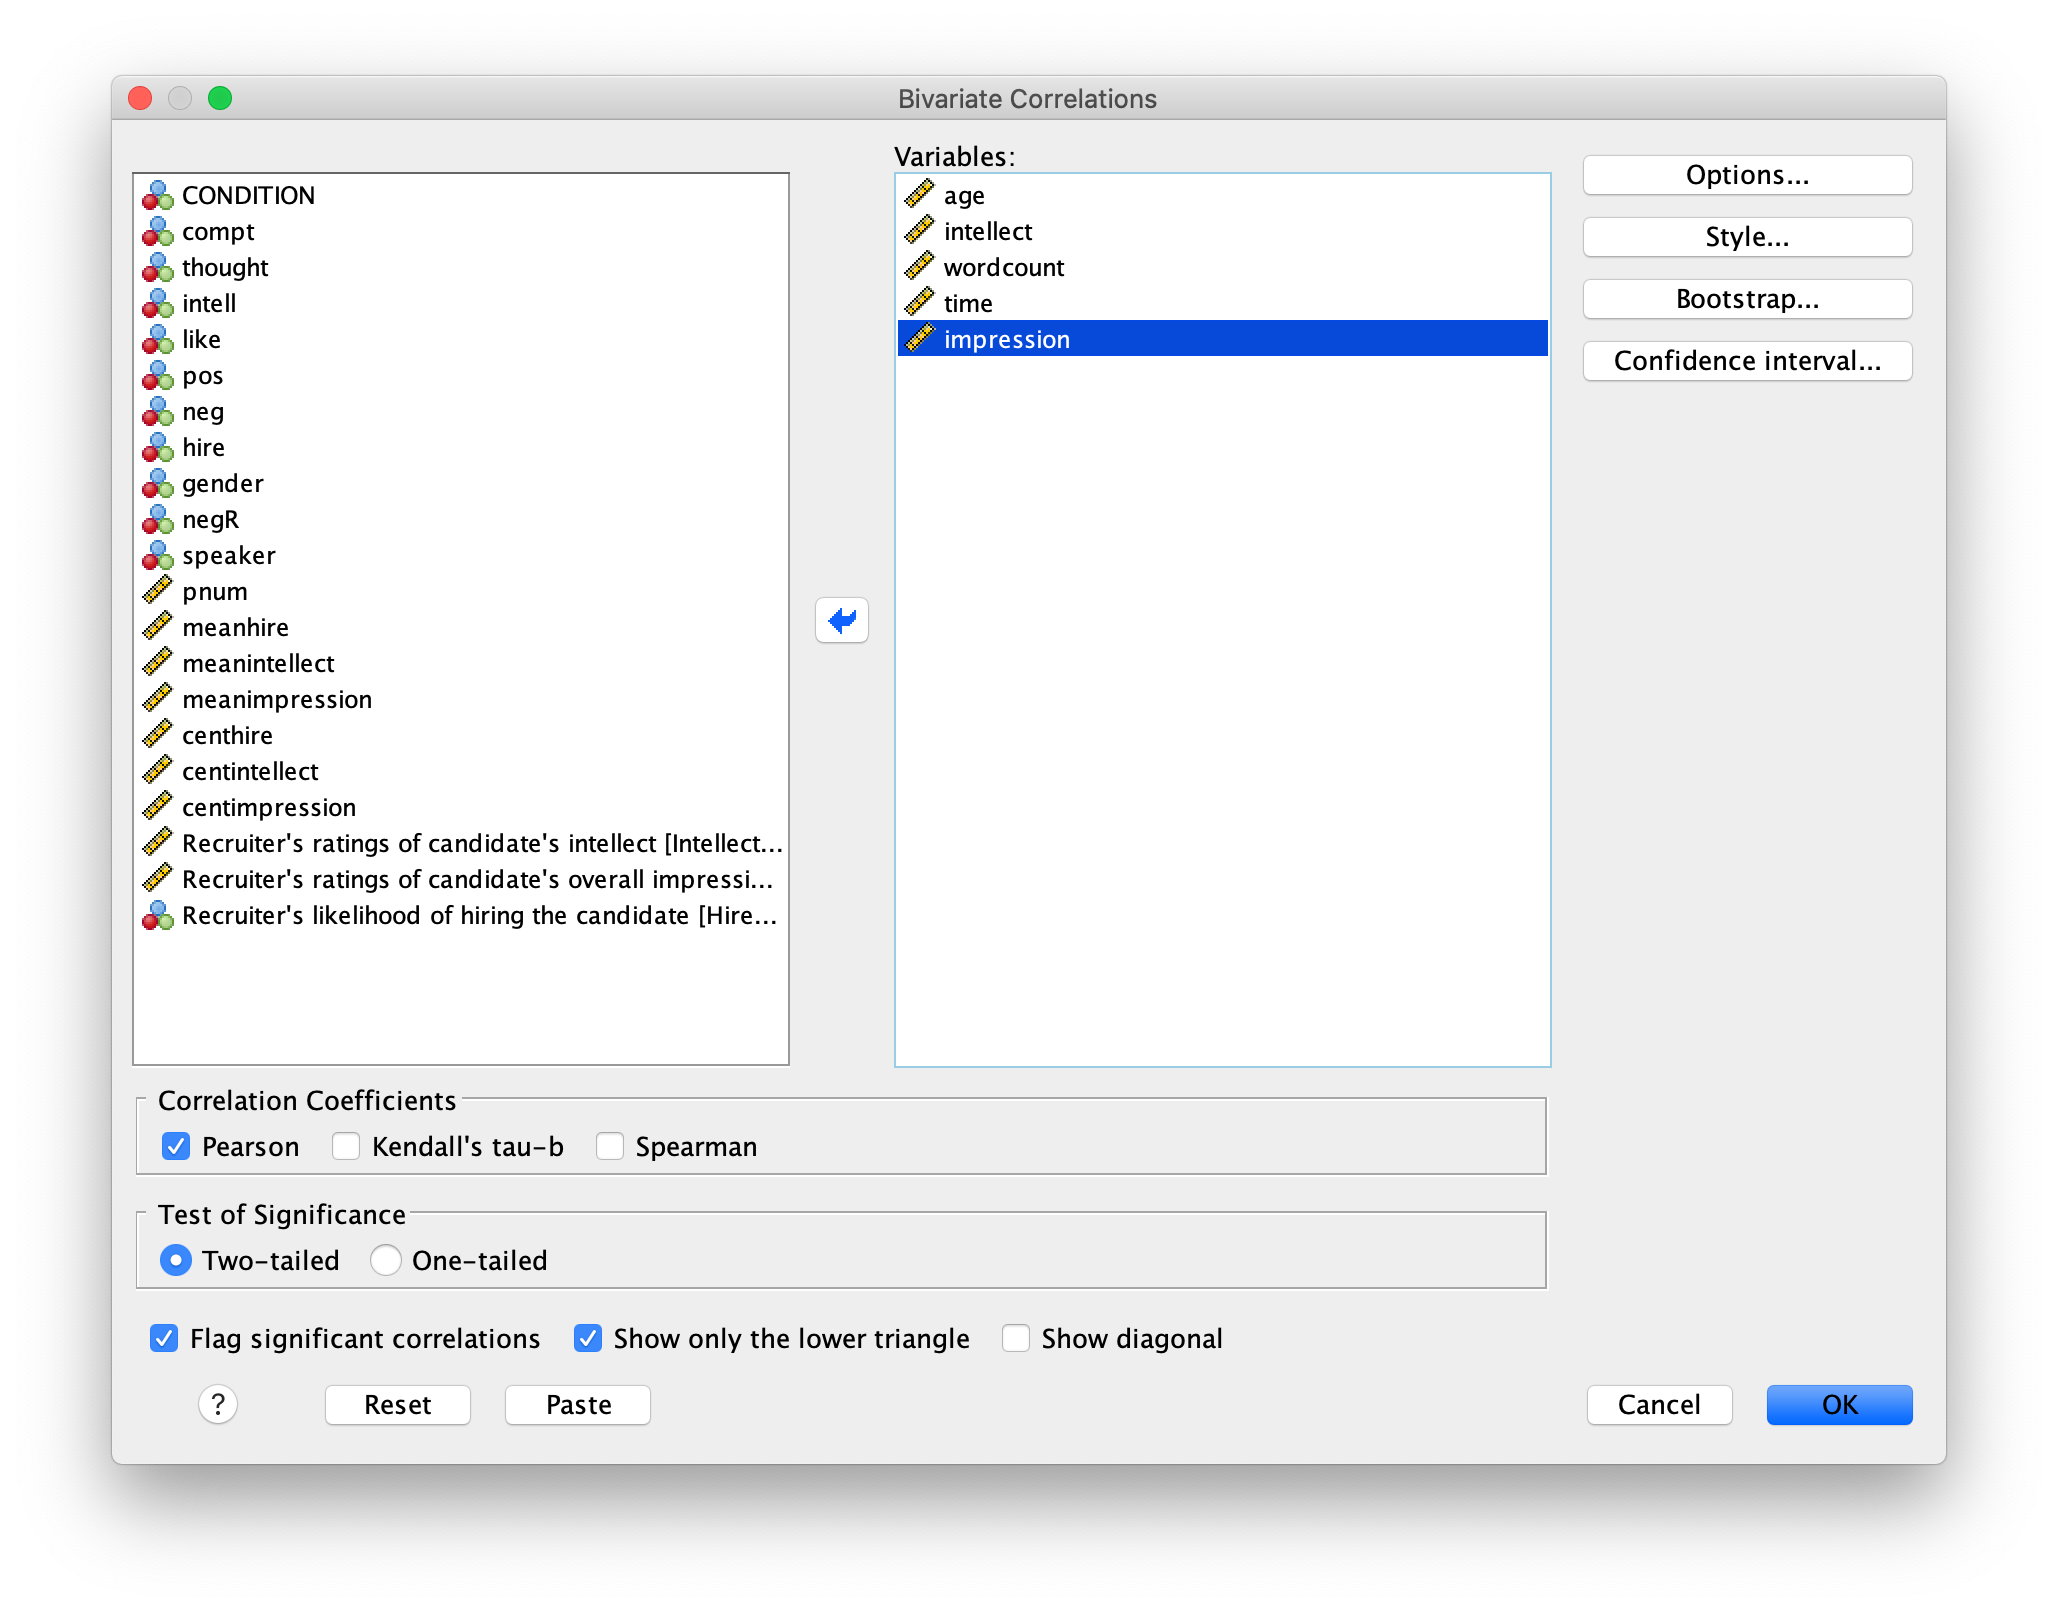 Bivariate Correlations
CONDITION
compt
thought
intell
like
pos
neg
hire
gender
negR
speaker
pnum
meanhire
meanintellect
meanimpression
centhire
centintellect
centimpression
Recruiter's ratings of candidate's intellect [Intellect...
Recruiter's ratings of candidate's overall impressi...
Recruiter's likelihood of hiring the candidate [Hire...
Variables:
age
intellect
wordcount
time
impression
Options...
Style...
Bootstrap...
Confidence interval...
Correlation Coefficients
Pearson Kendall's tau-b Spearman
Test of Significance
Two-tailed One-tailed
Flag significant correlations Show only the lower triangle Show diagonal
? Reset Paste Cancel OK